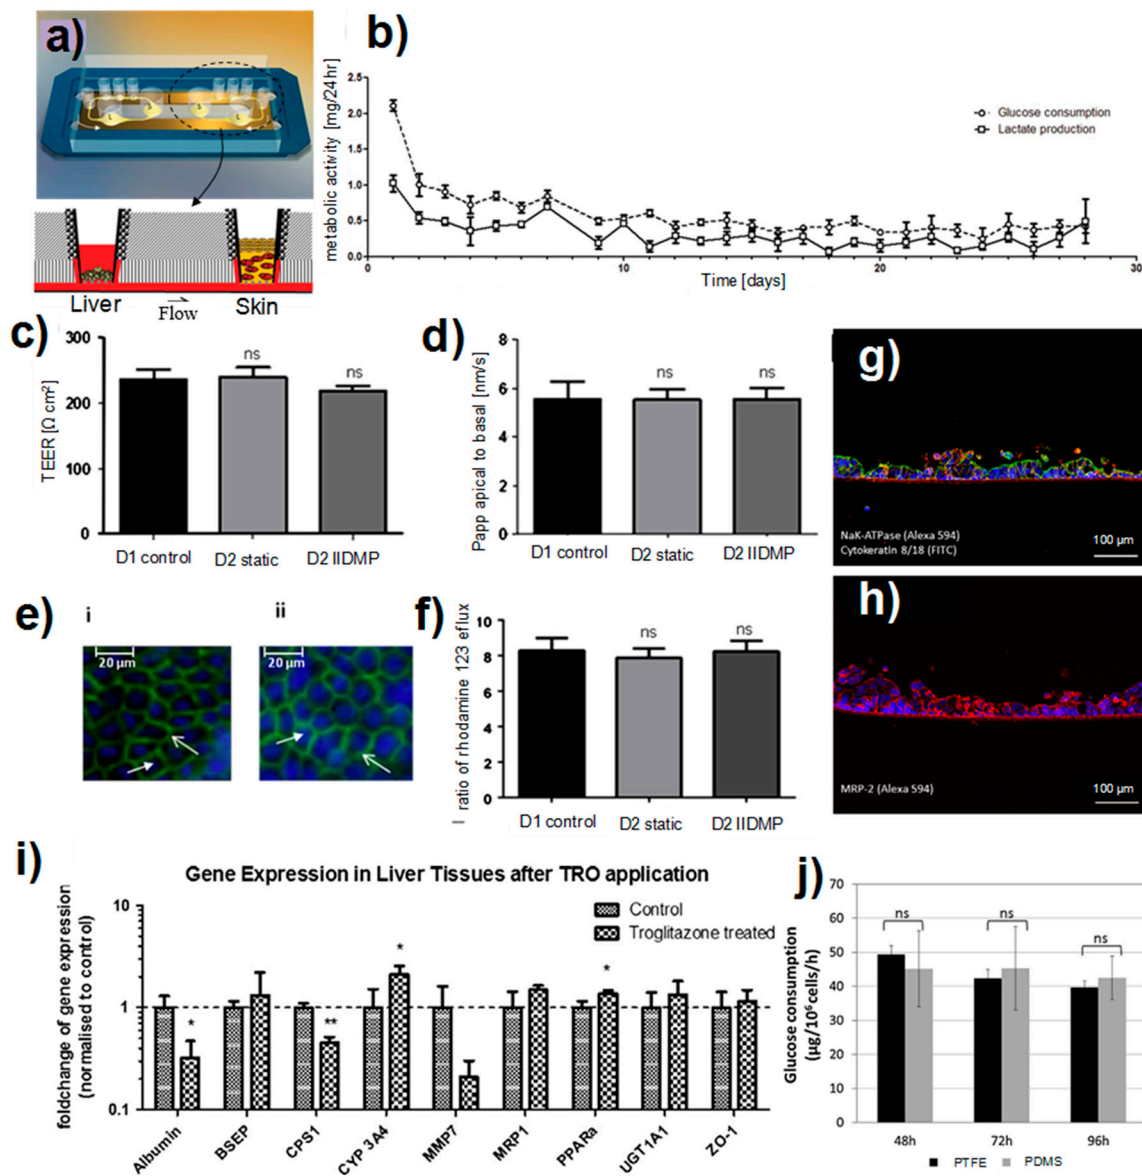 a)
Liver
Flow
Skin
b)
metabolic activity [mg/24hr]
2.5
2.0
1.5
1.0
0.5
0.0
0
10
20
30
Time [days]
Glucose consumption
Lactate production
c)
TEER [Ω cm²]
300
200
100
0
ns
ns
D1 control
D2 static
D2 IIDMP
d)
Papp apical to basal [nm/s]
8
6
4
2
0
ns
ns
D1 control
D2 static
D2 IIDMP
g)
NaK-ATPase (Alexa 594)
Cytokeratin 8/18 (FITC)
100 µm
e)
i
20 µm
ii
20 µm
f)
ratio of rhodamine 123 eflux
10
8
6
4
2
0
ns
ns
D1 control
D2 static
D2 IIDMP
h)
MRP-2 (Alexa 594)
100 µm
i)
Gene Expression in Liver Tissues after TRO application
foldchange of gene expression
(normalised to control)
10
1
0.1
Control
Troglitazone treated
*
**
*
*
Albumin
BSEP
CPS1
CYP 3A4
MMP7
MRP1
PPARa
UGT1A1
ZO-1
j)
Glucose consumption
(µg/10⁶ cells/h)
70
60
50
40
30
20
10
0
ns
ns
ns
48h
72h
96h
PTFE
PDMS